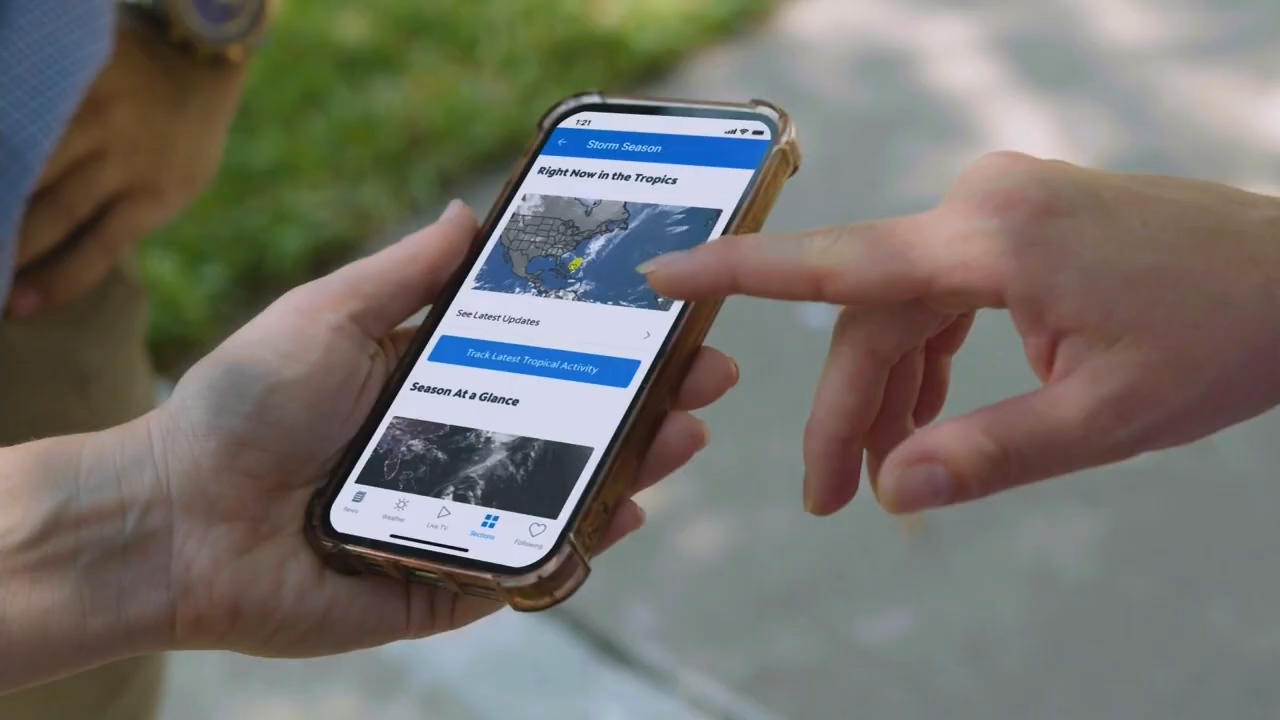 1:21
Storm Season
Right Now in the Tropics
See Latest Updates
Track Latest Tropical Activity
Season At a Glance
News
Weather
Live TV
Sections
Following